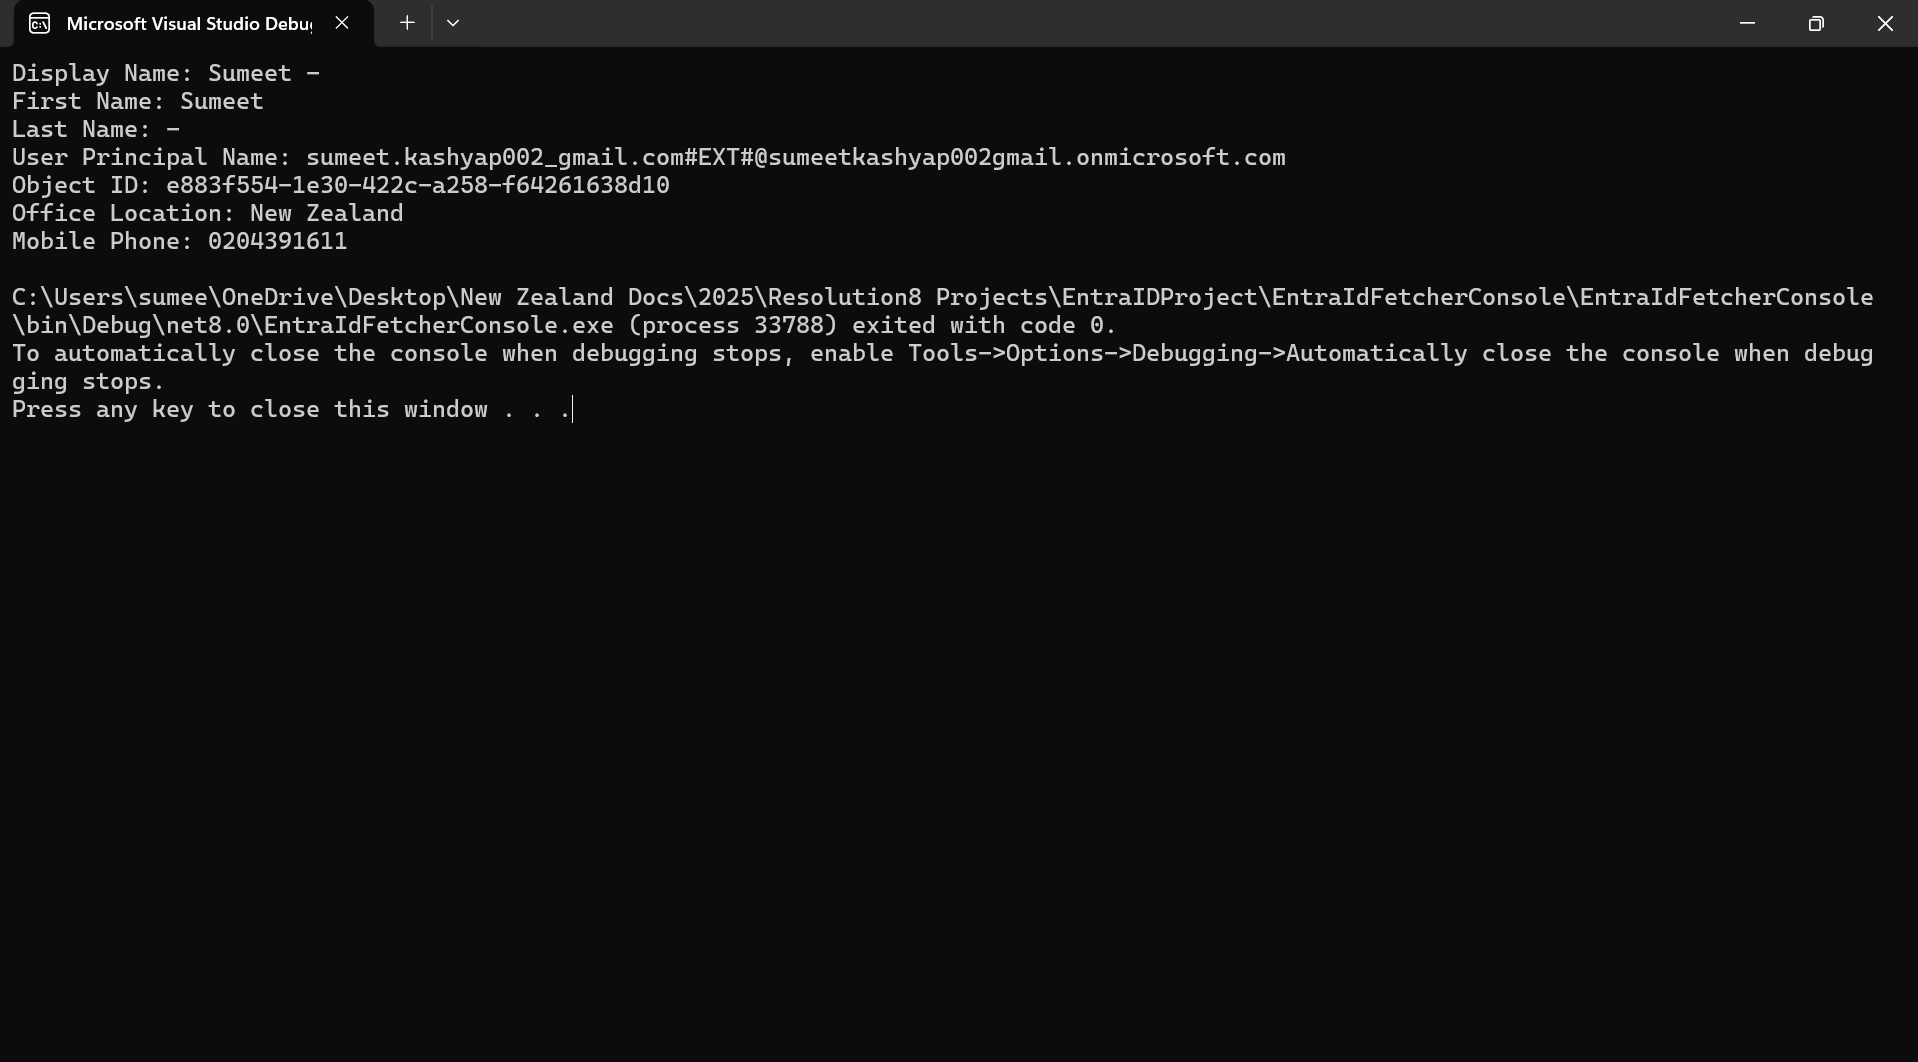 Microsoft Visual Studio Debug
Display Name: Sumeet -
First Name: Sumeet
Last Name: -
User Principal Name: sumeet.kashyap002_gmail.com#EXT#@sumeetkashyap002gmail.onmicrosoft.com
Object ID: e883f554-1e30-422c-a258-f64261638d10
Office Location: New Zealand
Mobile Phone: 0204391611
C:\Users\sumee\OneDrive\Desktop\New Zealand Docs\2025\Resolution8 Projects\EntraIDProject\EntraIdFetcherConsole\EntraIdFetcherConsole
\bin\Debug\net8.0\EntraIdFetcherConsole.exe (process 33788) exited with code 0.
To automatically close the console when debugging stops, enable Tools->Options->Debugging->Automatically close the console when debug
ging stops.
Press any key to close this window . . .